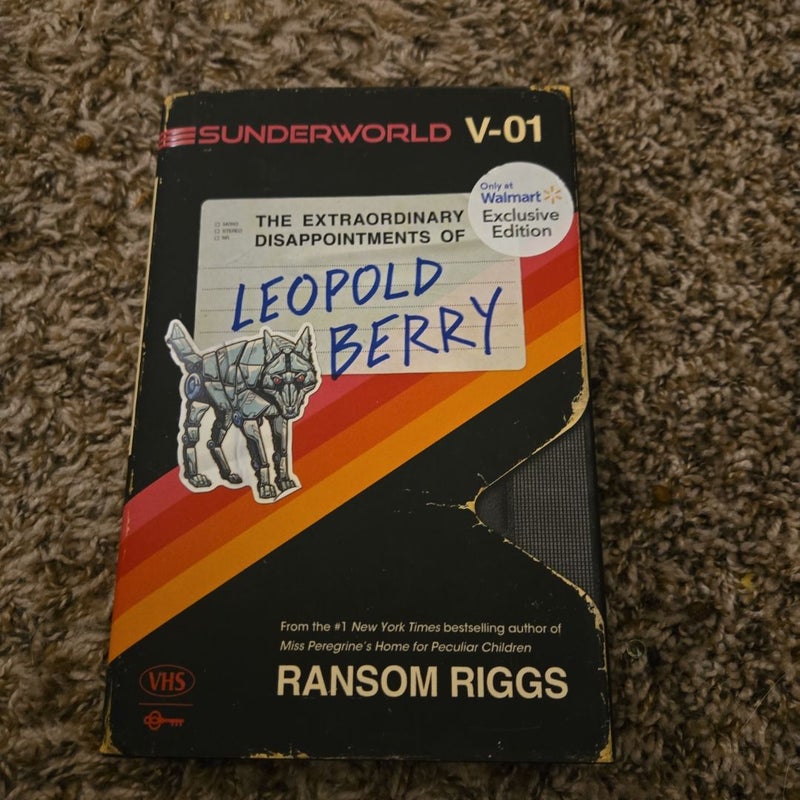 SUNDERWORLD V-01
Only at
Walmart
Exclusive
Edition
MONO
STEREO
NR
THE EXTRAORDINARY
DISAPPOINTMENTS OF
LEOPOLD
BERRY
From the #1 New York Times bestselling author of
Miss Peregrine's Home for Peculiar Children
RANSOM RIGGS
VHS